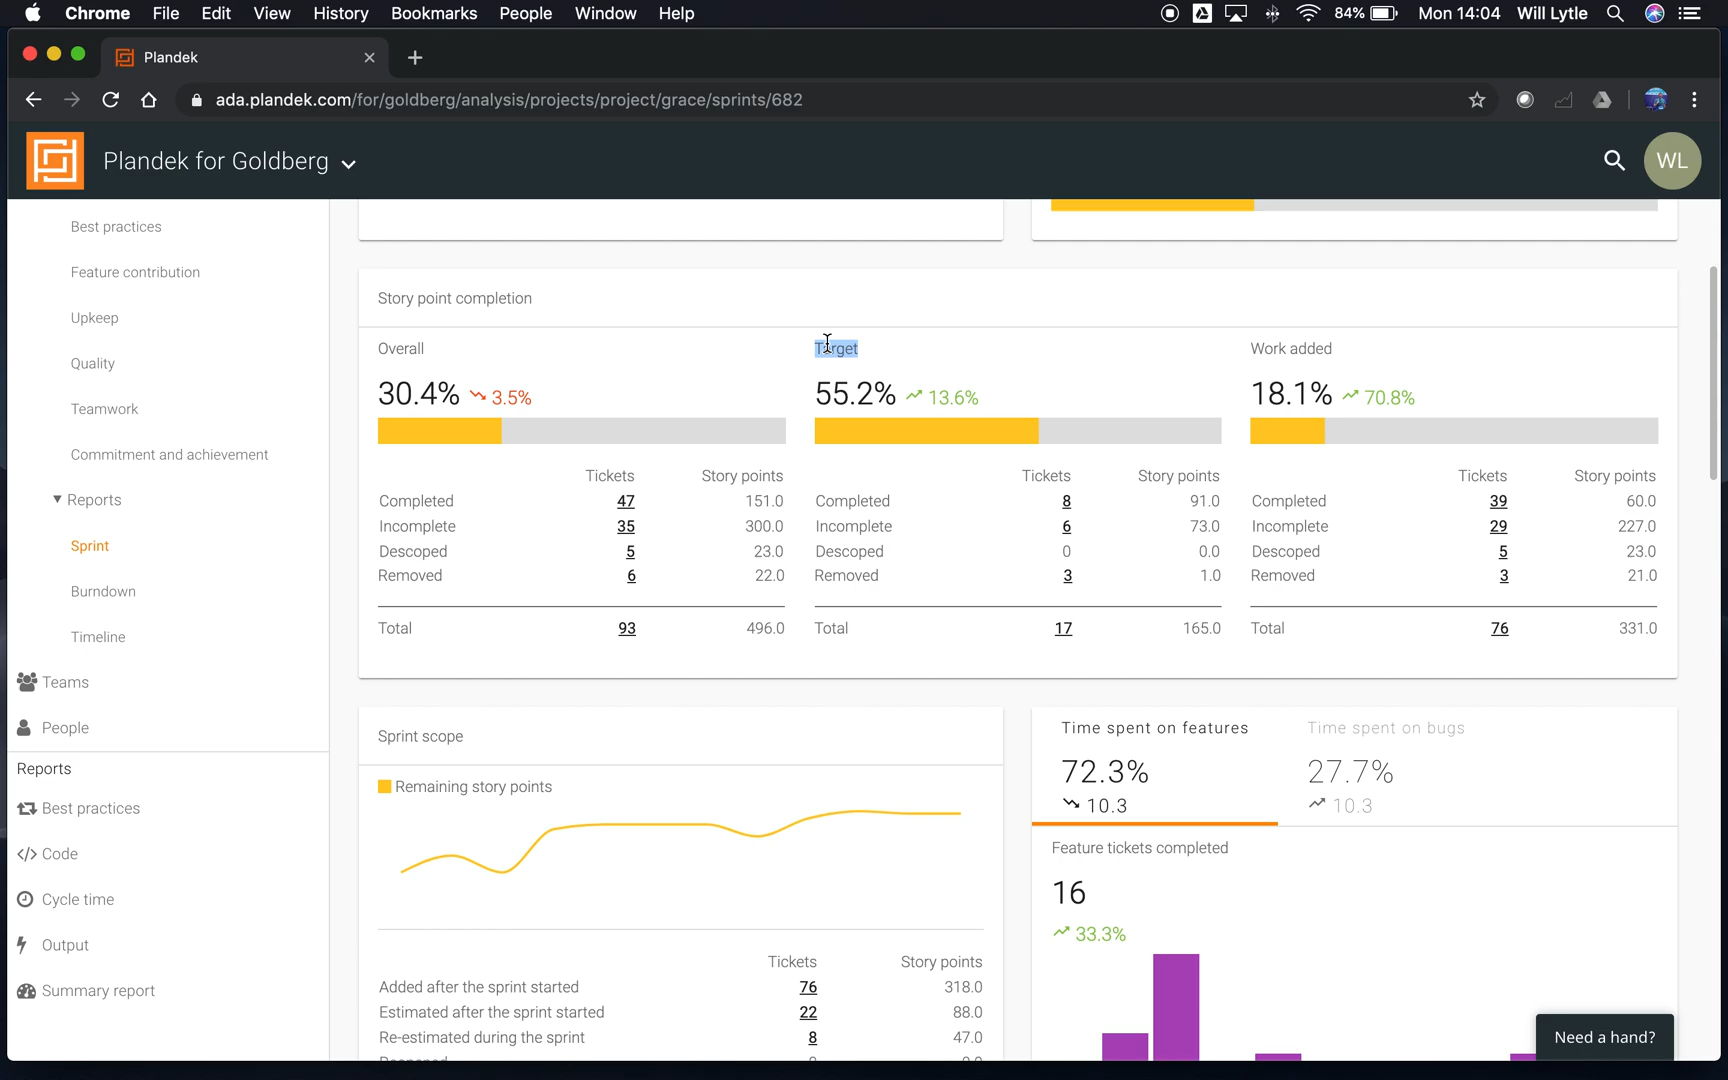 Chrome File Edit View History Bookmarks People Window Help 84% Mon 14:04 Will Lytle
Plandek
ada.plandek.com/for/goldberg/analysis/projects/project/grace/sprints/682
Plandek for Goldberg WL
Best practices
Feature contribution
Upkeep
Quality
Teamwork
Commitment and achievement
Reports
Sprint
Burndown
Timeline
Teams
People
Reports
Best practices
Code
Cycle time
Output
Summary report
Story point completion
Overall
30.4% 3.5%
Tickets Story points
Completed 47 151.0
Incomplete 35 300.0
Descoped 5 23.0
Removed 6 22.0
Total 93 496.0
Target
55.2% 13.6%
Tickets Story points
Completed 8 91.0
Incomplete 6 73.0
Descoped 0 0.0
Removed 3 1.0
Total 17 165.0
Work added
18.1% 70.8%
Tickets Story points
Completed 39 60.0
Incomplete 29 227.0
Descoped 5 23.0
Removed 3 21.0
Total 76 331.0
Sprint scope
Remaining story points
Tickets Story points
Added after the sprint started 76 318.0
Estimated after the sprint started 22 88.0
Re-estimated during the sprint 8 47.0
Time spent on features
72.3%
10.3
Time spent on bugs
27.7%
10.3
Feature tickets completed
16
33.3%
Need a hand?